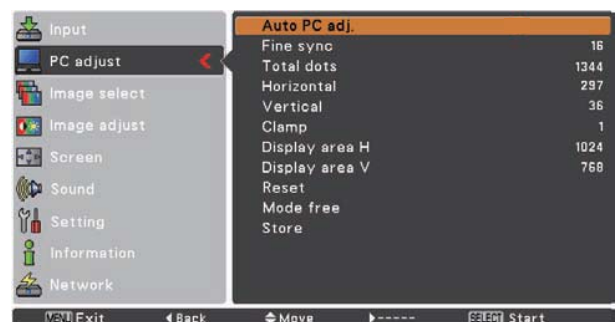 Input
PC adjust
Image select
Image adjust
Screen
Sound
Setting
Information
Network
Auto PC adj.
Fine sync 16
Total dots 1344
Horizontal 297
Vertical 36
Clamp 1
Display area H 1024
Display area V 768
Reset
Mode free
Store
MENU Exit ◀Back ◆Move ▶----- SELECT Start